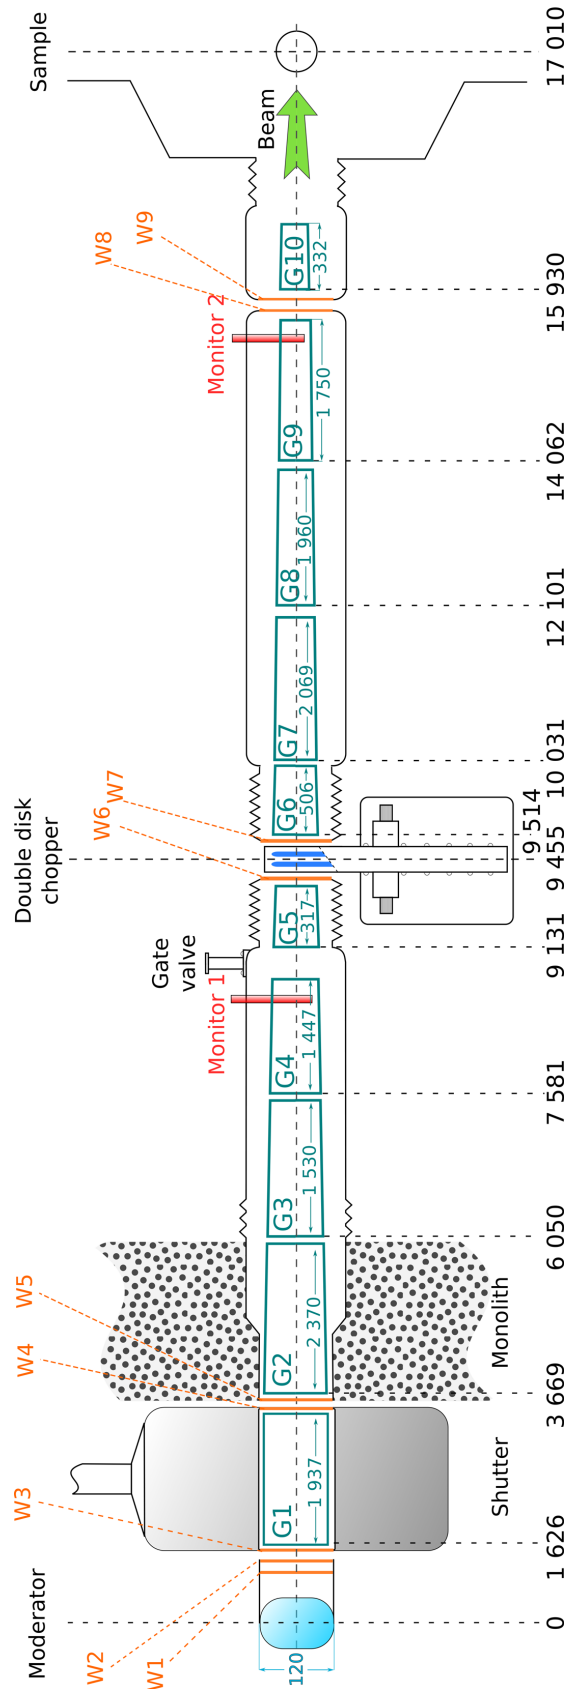 Moderator
Double disk
chopper
Sample
W2
W1
W3
W4
W5
W6
W7
W8
W9
Gate
valve
Monitor 1
Monitor 2
Beam
G1
G2
G3
G4
G5
G6
G7
G8
G9
G10
120
1 937
2 370
1 530
1 447
317
506
2 069
1 960
1 750
332
Shutter
Monolith
0
1 626
3 669
6 050
7 581
9 131
9 455
9 514
10 031
12 101
14 062
15 930
17 010